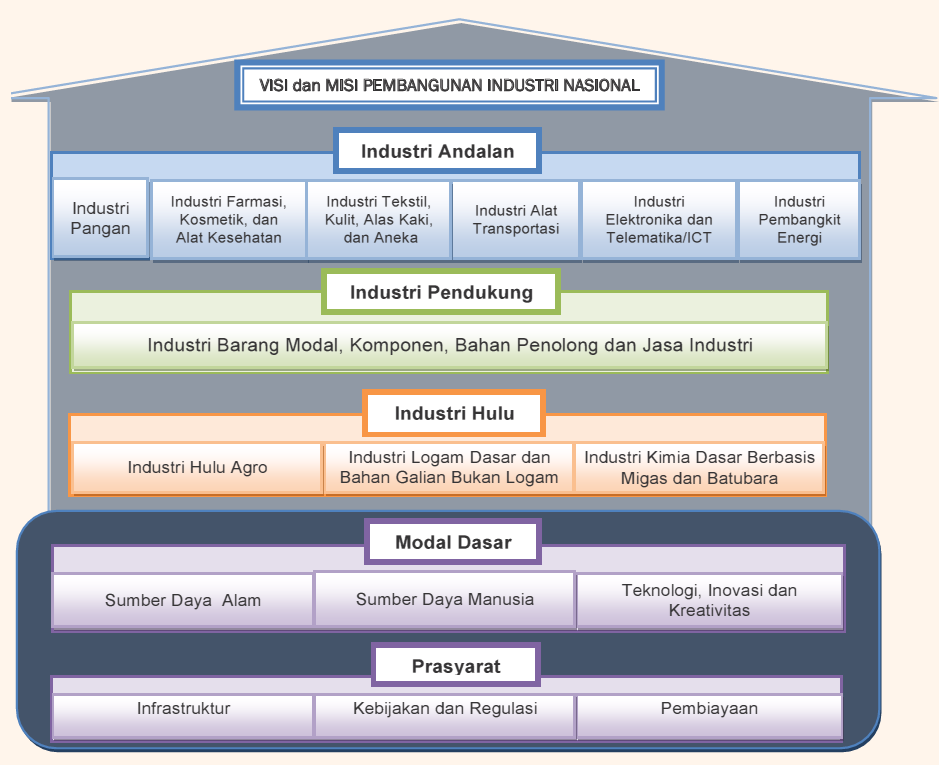 VISI dan MISI PEMBANGUNAN INDUSTRI NASIONAL
Industri Andalan
Industri
Pangan
Industri Farmasi,
Kosmetik, dan
Alat Kesehatan
Industri Tekstil,
Kulit, Alas Kaki,
dan Aneka
Industri Alat
Transportasi
Industri
Elektronika dan
Telematika/ICT
Industri
Pembangkit
Energi
Industri Pendukung
Industri Barang Modal, Komponen, Bahan Penolong dan Jasa Industri
Industri Hulu
Industri Hulu Agro
Industri Logam Dasar dan
Bahan Galian Bukan Logam
Industri Kimia Dasar Berbasis
Migas dan Batubara
Modal Dasar
Sumber Daya Alam
Sumber Daya Manusia
Teknologi, Inovasi dan
Kreativitas
Prasyarat
Infrastruktur
Kebijakan dan Regulasi
Pembiayaan